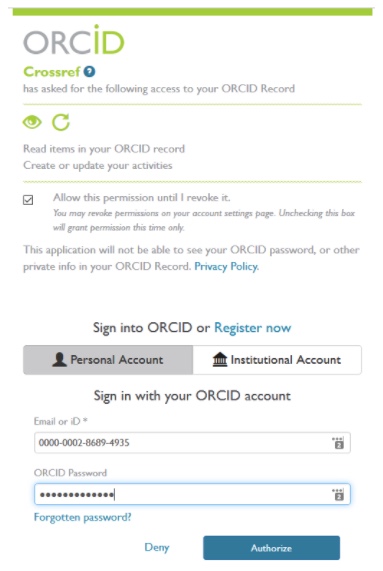 ORCID
Crossref ?
has asked for the following access to your ORCID Record
Read items in your ORCID record
Create or update your activities
Allow this permission until I revoke it.
You may revoke permissions on your account settings page. Unchecking this box
will grant permission this time only.
This application will not be able to see your ORCID password, or other
private info in your ORCID Record. Privacy Policy.
Sign into ORCID or Register now
Personal Account
Institutional Account
Sign in with your ORCID account
Email or iD *
0000-0002-8689-4935
ORCID Password
•••••••••••••
Forgotten password?
Deny
Authorize